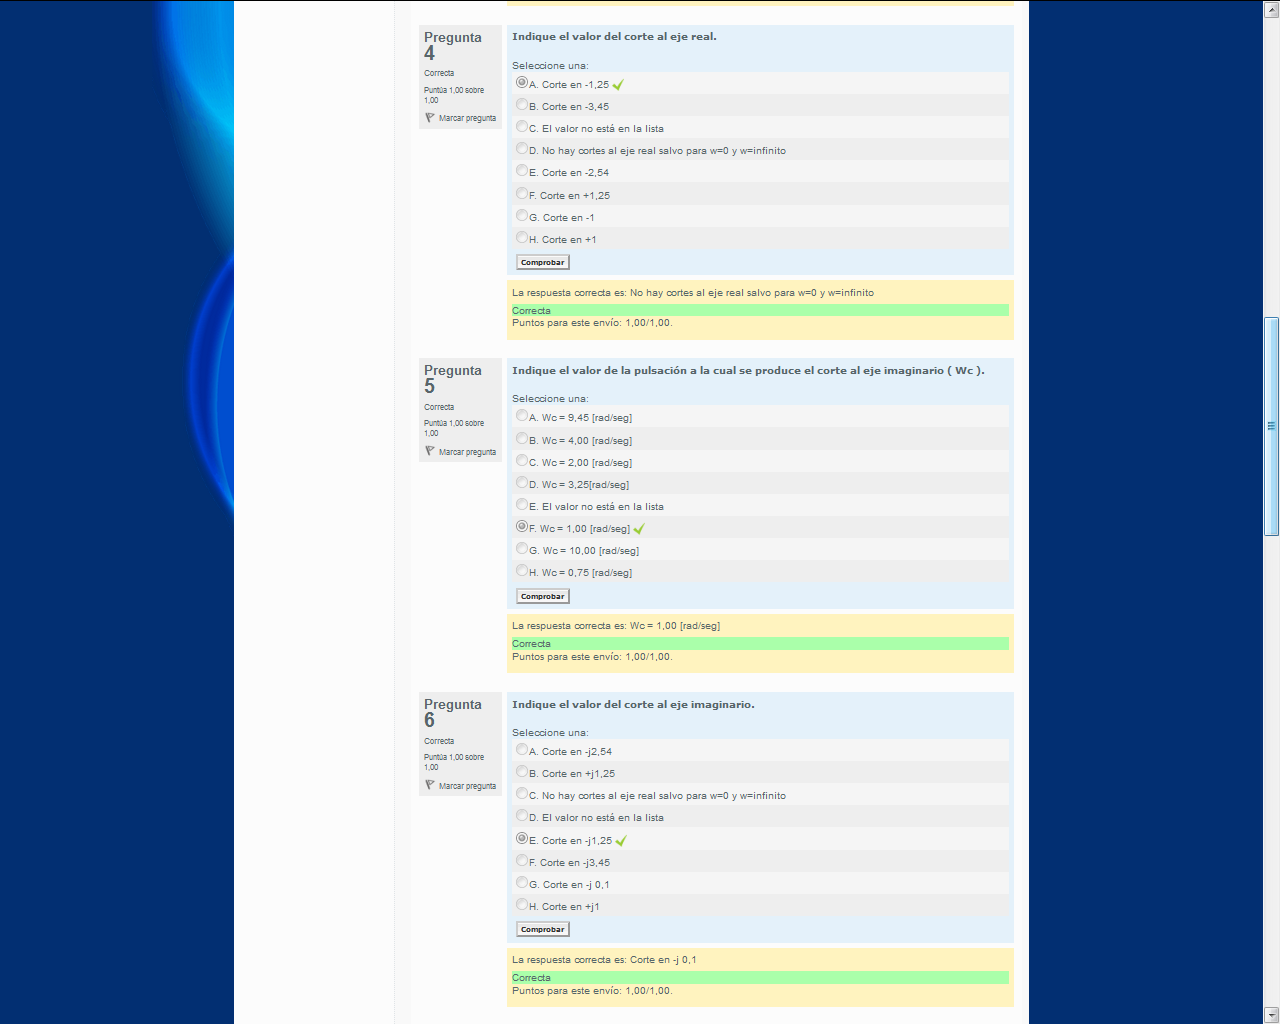 Pregunta
4
Correcta
Puntúa 1,00 sobre
1,00
Marcar pregunta
Indique el valor del corte al eje real.
Seleccione una:
A. Corte en -1,25
B. Corte en -3,45
C. El valor no está en la lista
D. No hay cortes al eje real salvo para w=0 y w=infinito
E. Corte en -2,54
F. Corte en +1,25
G. Corte en -1
H. Corte en +1
Comprobar
La respuesta correcta es: No hay cortes al eje real salvo para w=0 y w=infinito
Correcta
Puntos para este envío: 1,00/1,00.
Pregunta
5
Correcta
Puntúa 1,00 sobre
1,00
Marcar pregunta
Indique el valor de la pulsación a la cual se produce el corte al eje imaginario ( Wc ).
Seleccione una:
A. Wc = 9,45 [rad/seg]
B. Wc = 4,00 [rad/seg]
C. Wc = 2,00 [rad/seg]
D. Wc = 3,25[rad/seg]
E. El valor no está en la lista
F. Wc = 1,00 [rad/seg]
G. Wc = 10,00 [rad/seg]
H. Wc = 0,75 [rad/seg]
Comprobar
La respuesta correcta es: Wc = 1,00 [rad/seg]
Correcta
Puntos para este envío: 1,00/1,00.
Pregunta
6
Correcta
Puntúa 1,00 sobre
1,00
Marcar pregunta
Indique el valor del corte al eje imaginario.
Seleccione una:
A. Corte en -j2,54
B. Corte en +j1,25
C. No hay cortes al eje real salvo para w=0 y w=infinito
D. El valor no está en la lista
E. Corte en -j1,25
F. Corte en -j3,45
G. Corte en -j 0,1
H. Corte en +j1
Comprobar
La respuesta correcta es: Corte en -j 0,1
Correcta
Puntos para este envío: 1,00/1,00.